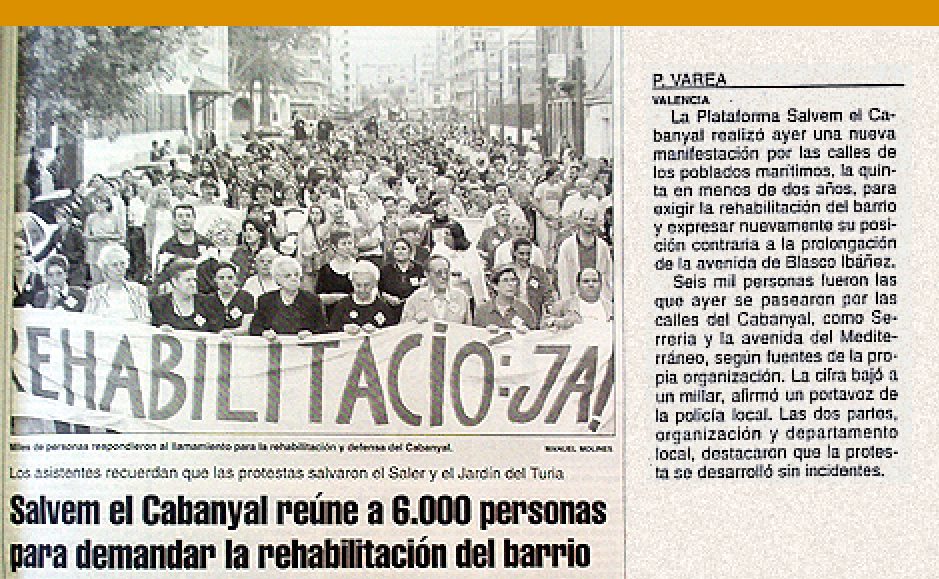 REHABILITACIÓ: JA!
Miles de personas respondieron al llamamiento para la rehabilitación y defensa del Cabanyal.
MANUEL MOLINES
Los asistentes recuerdan que las protestas salvaron el Saler y el Jardín del Turia
Salvem el Cabanyal reúne a 6.000 personas
para demandar la rehabilitación del barrio
P. VAREA
VALENCIA
La Plataforma Salvem el Ca-
banyal realizó ayer una nueva
manifestación por las calles de
los poblados marítimos, la quin-
ta en menos de dos años, para
exigir la rehabilitación del barrio
y expresar nuevamente su posi-
ción contraria a la prolongación
de la avenida de Blasco Ibáñez.
Seis mil personas fueron las
que ayer se pasearon por las
calles del Cabanyal, como Se-
rrería y la avenida del Medite-
rráneo, según fuentes de la pro-
pia organización. La cifra bajó a
un millar, afirmó un portavoz de
la policía local. Las dos partes,
organización y departamento
local, destacaron que la protes-
ta se desarrolló sin incidentes.